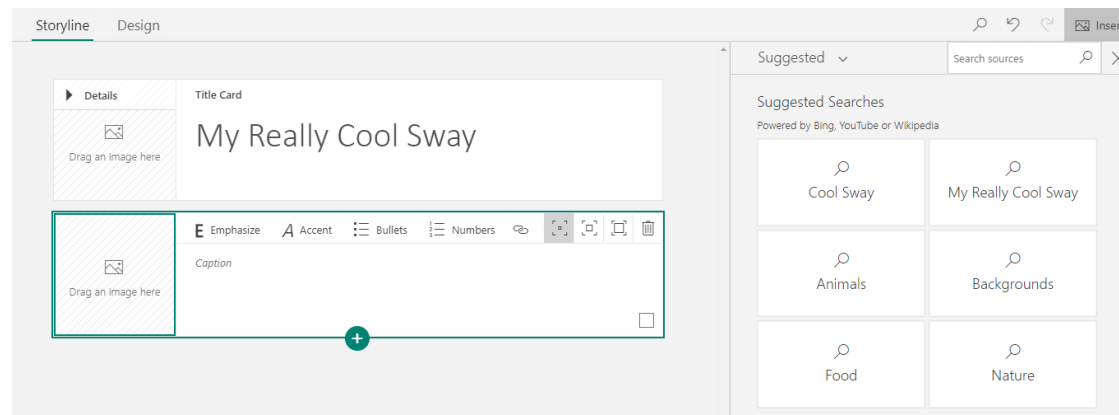 Storyline Design
Inser
Suggested
Search sources
Details
Title Card
My Really Cool Sway
Drag an image here
Suggested Searches
Powered by Bing, YouTube or Wikipedia
Cool Sway
My Really Cool Sway
E Emphasize A Accent Bullets Numbers
Caption
Drag an image here
Animals
Backgrounds
Food
Nature